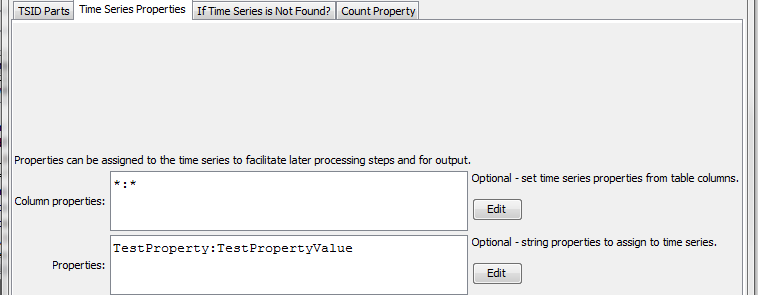 TSID Parts Time Series Properties If Time Series is Not Found? Count Property
Properties can be assigned to the time series to facilitate later processing steps and for output.
Column properties: *:* Optional - set time series properties from table columns.
Edit
Properties: TestProperty:TestPropertyValue Optional - string properties to assign to time series.
Edit